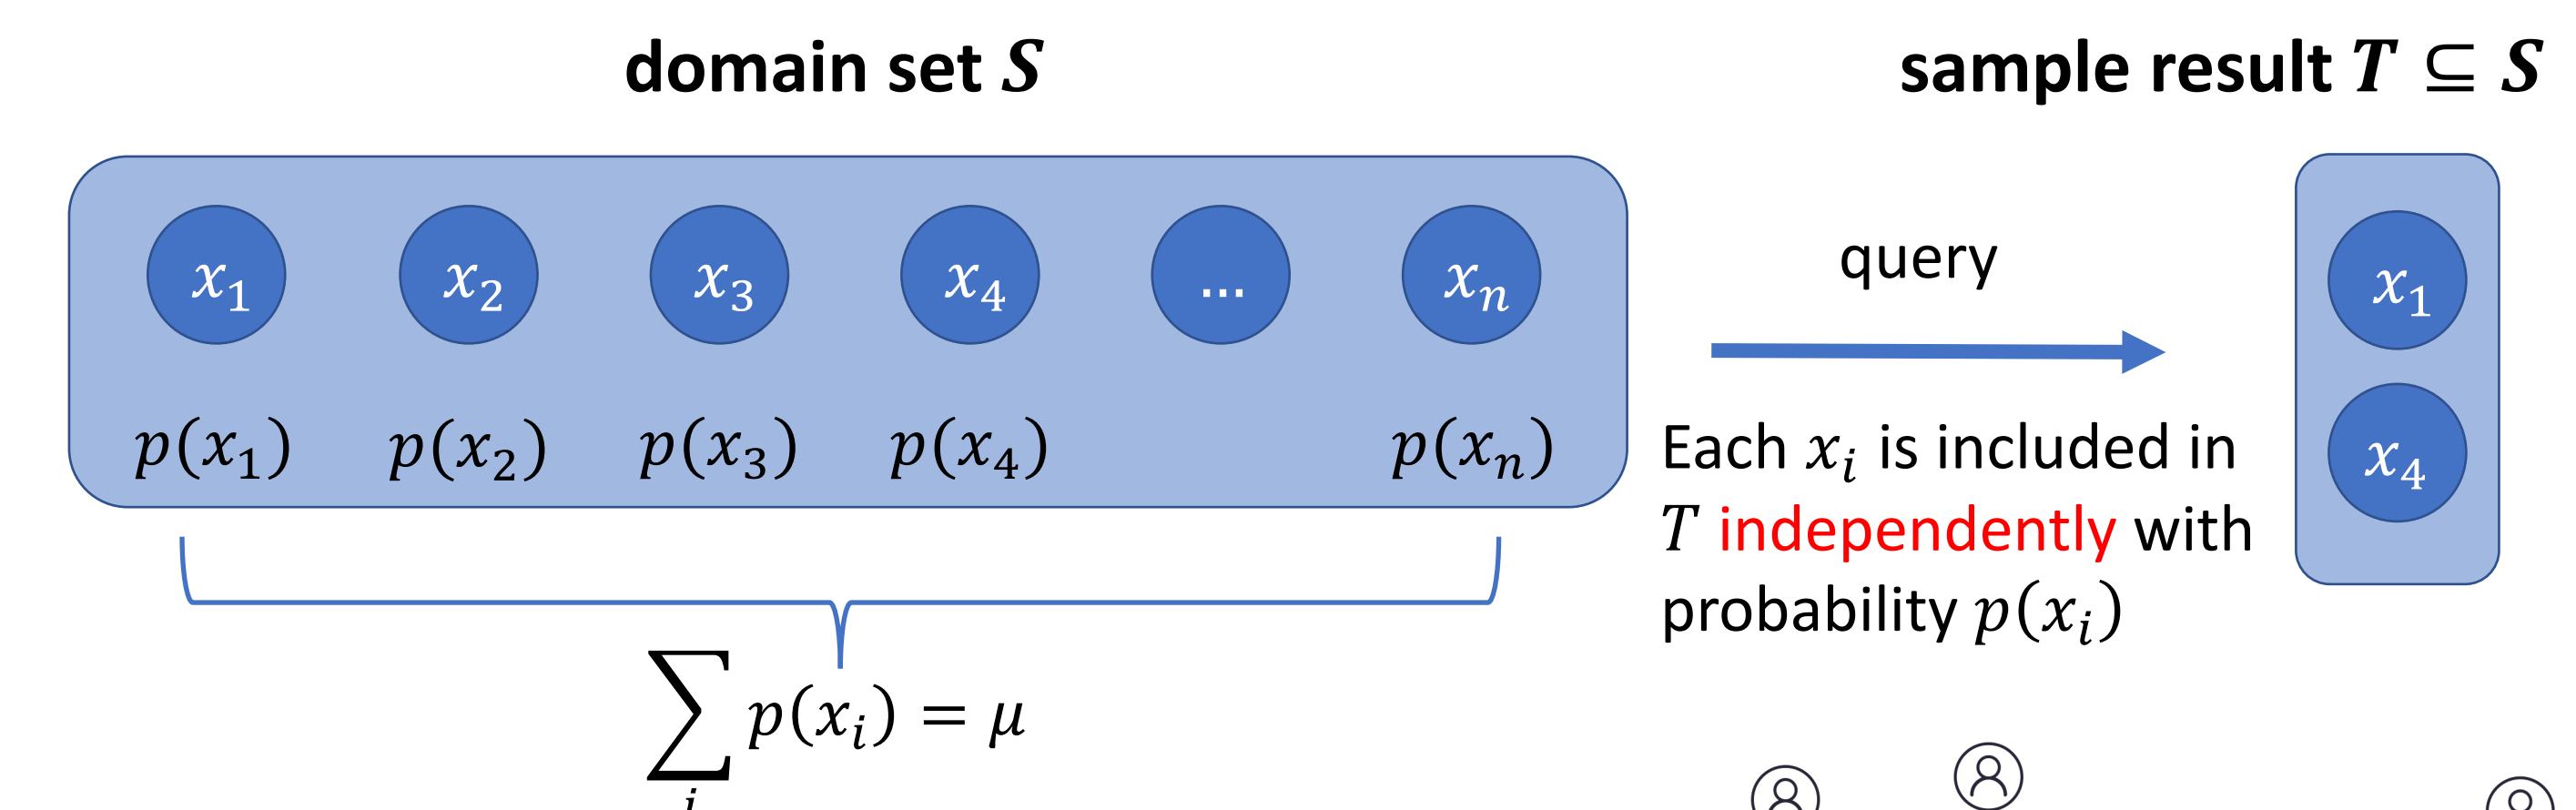 domain set S
sample result T ⊆ S
x₁ x₂ x₃ x₄ ... xₙ
p(x₁) p(x₂) p(x₃) p(x₄) p(xₙ)
∑ᵢ p(xᵢ) = μ
query
Each xᵢ is included in
T independently with
probability p(xᵢ)
x₁
x₄